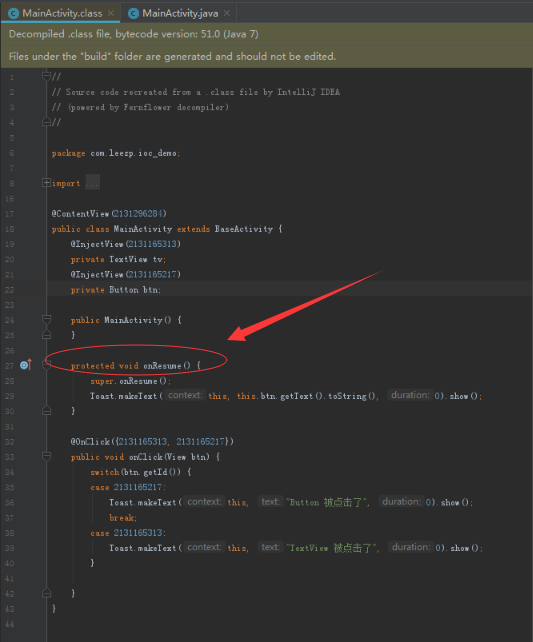 MainActivity.class × MainActivity.java ×
Decompiled .class file, bytecode version: 51.0 (Java 7)
Files under the "build" folder are generated and should not be edited.
1 //
2 // Source code recreated from a .class file by IntelliJ IDEA
3 // (powered by Fernflower decompiler)
4 //
5
6 package com.leezp.ioc_demo;
7
8 import ...
16
17 @ContentView(2131296284)
18 public class MainActivity extends BaseActivity {
19 @InjectView(2131165313)
20 private TextView tv;
21 @InjectView(2131165217)
22 private Button btn;
23
24 public MainActivity() {
25 }
26
27 protected void onResume() {
28 super.onResume();
29 Toast.makeText( context: this, this.btn.getText().toString(), duration: 0).show();
30 }
31
32 @OnClick({2131165313, 2131165217})
33 public void onClick(View btn) {
34 switch(btn.getId()) {
35 case 2131165217:
36 Toast.makeText( context: this, text: "Button 被点击了", duration: 0).show();
37 break;
38 case 2131165313:
39 Toast.makeText( context: this, text: "TextView 被点击了", duration: 0).show();
40 }
41
42 }
43 }
44